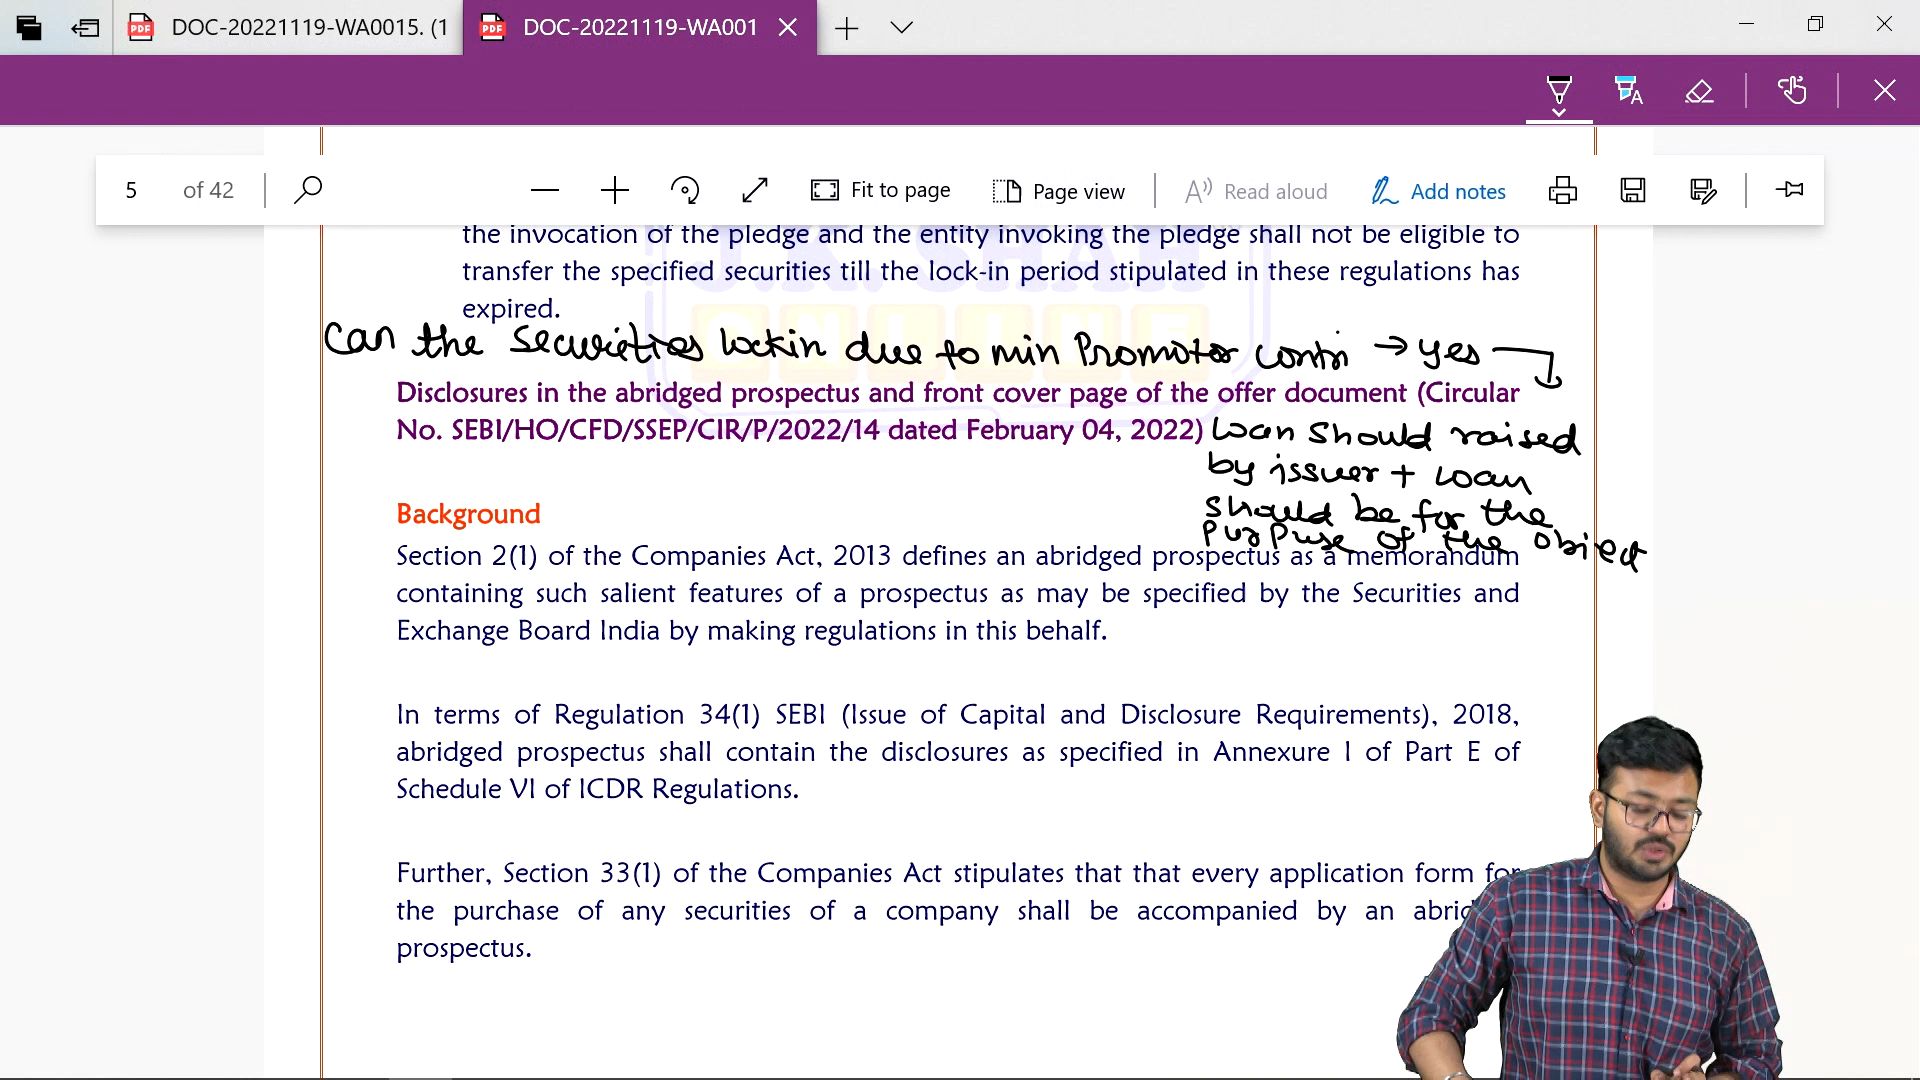 DOC-20221119-WA0015. (1
DOC-20221119-WA001
5 of 42
Fit to page
Page view
Read aloud
Add notes
J.K. SHAH
ONLINE
the invocation of the pledge and the entity invoking the pledge shall not be eligible to
transfer the specified securities till the lock-in period stipulated in these regulations has
expired.
Can the securities lockin due to min Promotor contri → yes
Disclosures in the abridged prospectus and front cover page of the offer document (Circular
No. SEBI/HO/CFD/SSEP/CIR/P/2022/14 dated February 04, 2022)
Loan should raised
by issuer + Loan
should be for the
purpose of the object
Background
Section 2(1) of the Companies Act, 2013 defines an abridged prospectus as a memorandum
containing such salient features of a prospectus as may be specified by the Securities and
Exchange Board India by making regulations in this behalf.
In terms of Regulation 34(1) SEBI (Issue of Capital and Disclosure Requirements), 2018,
abridged prospectus shall contain the disclosures as specified in Annexure I of Part E of
Schedule VI of ICDR Regulations.
Further, Section 33(1) of the Companies Act stipulates that that every application form for
the purchase of any securities of a company shall be accompanied by an abrid
prospectus.